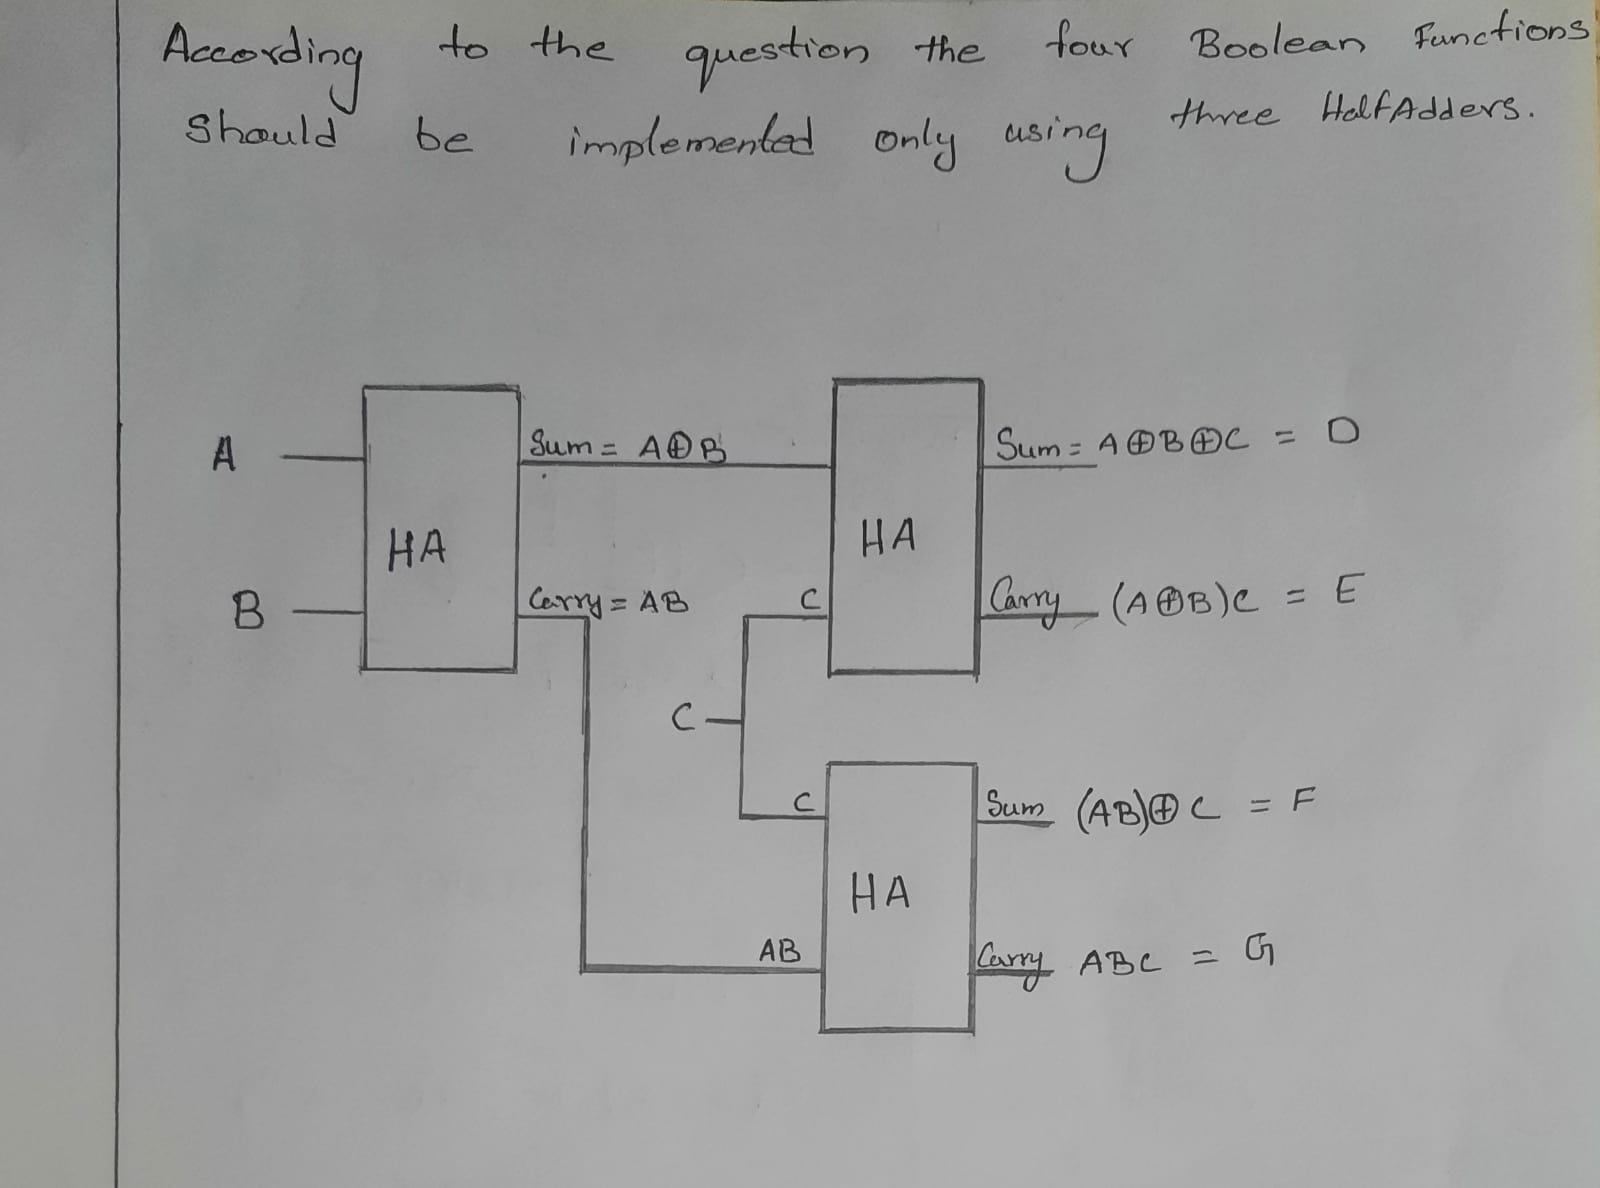 According to the question the four Boolean Functions
Should be implemented only using three HalfAdders.
A
Sum = A⊕B
Sum = A⊕B⊕C = D
HA
HA
B
Carry = AB
C
Carry (A⊕B)C = E
C
C
Sum (AB)⊕C = F
HA
AB
Carry ABC = G